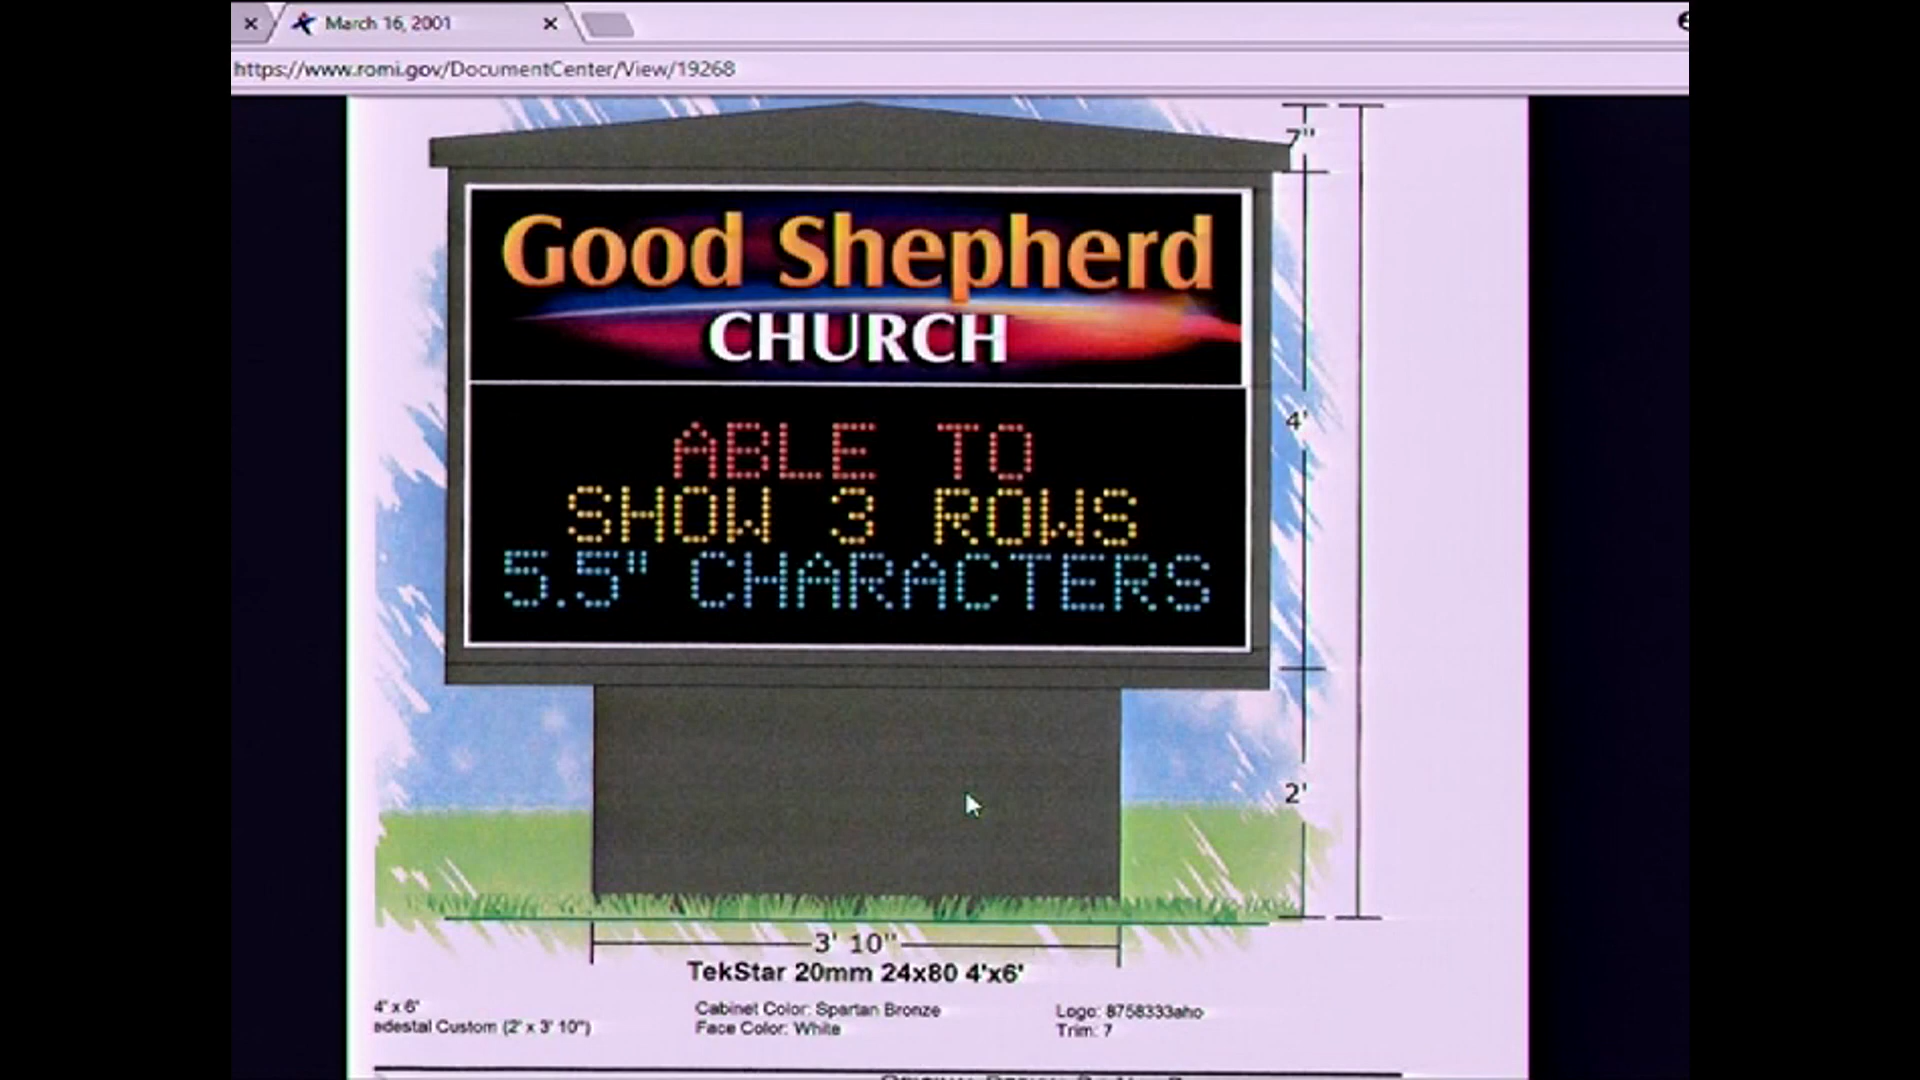 March 16, 2001
https://www.romi.gov/DocumentCenter/View/19268
7"
Good Shepherd
CHURCH
ABLE TO
4'
SHOW 3 ROWS
5.5" CHARACTERS
2'
3' 10"
TekStar 20mm 24x80 4'x6'
4' x 6'
edestal Custom (2' x 3' 10")
Cabinet Color: Spartan Bronze
Face Color: White
Logo: 8758333aho
Trim: 7